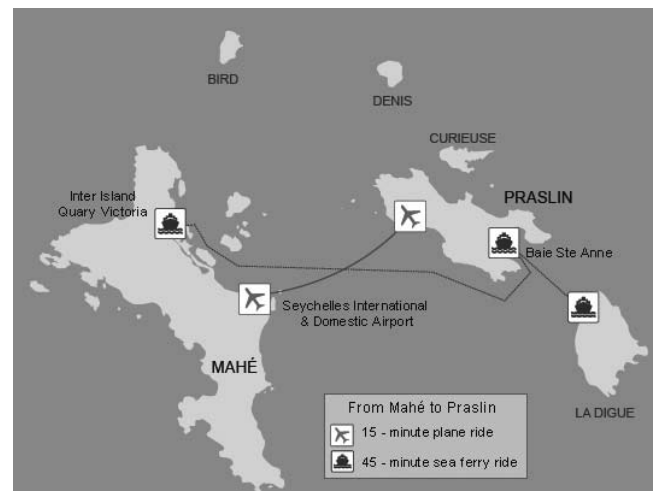 BIRD
DENIS
CURIEUSE
Inter Island
Quary Victoria
PRASLIN
Baie Ste Anne
Seychelles International
& Domestic Airport
MAHÉ
LA DIGUE
From Mahé to Praslin
15 - minute plane ride
45 - minute sea ferry ride